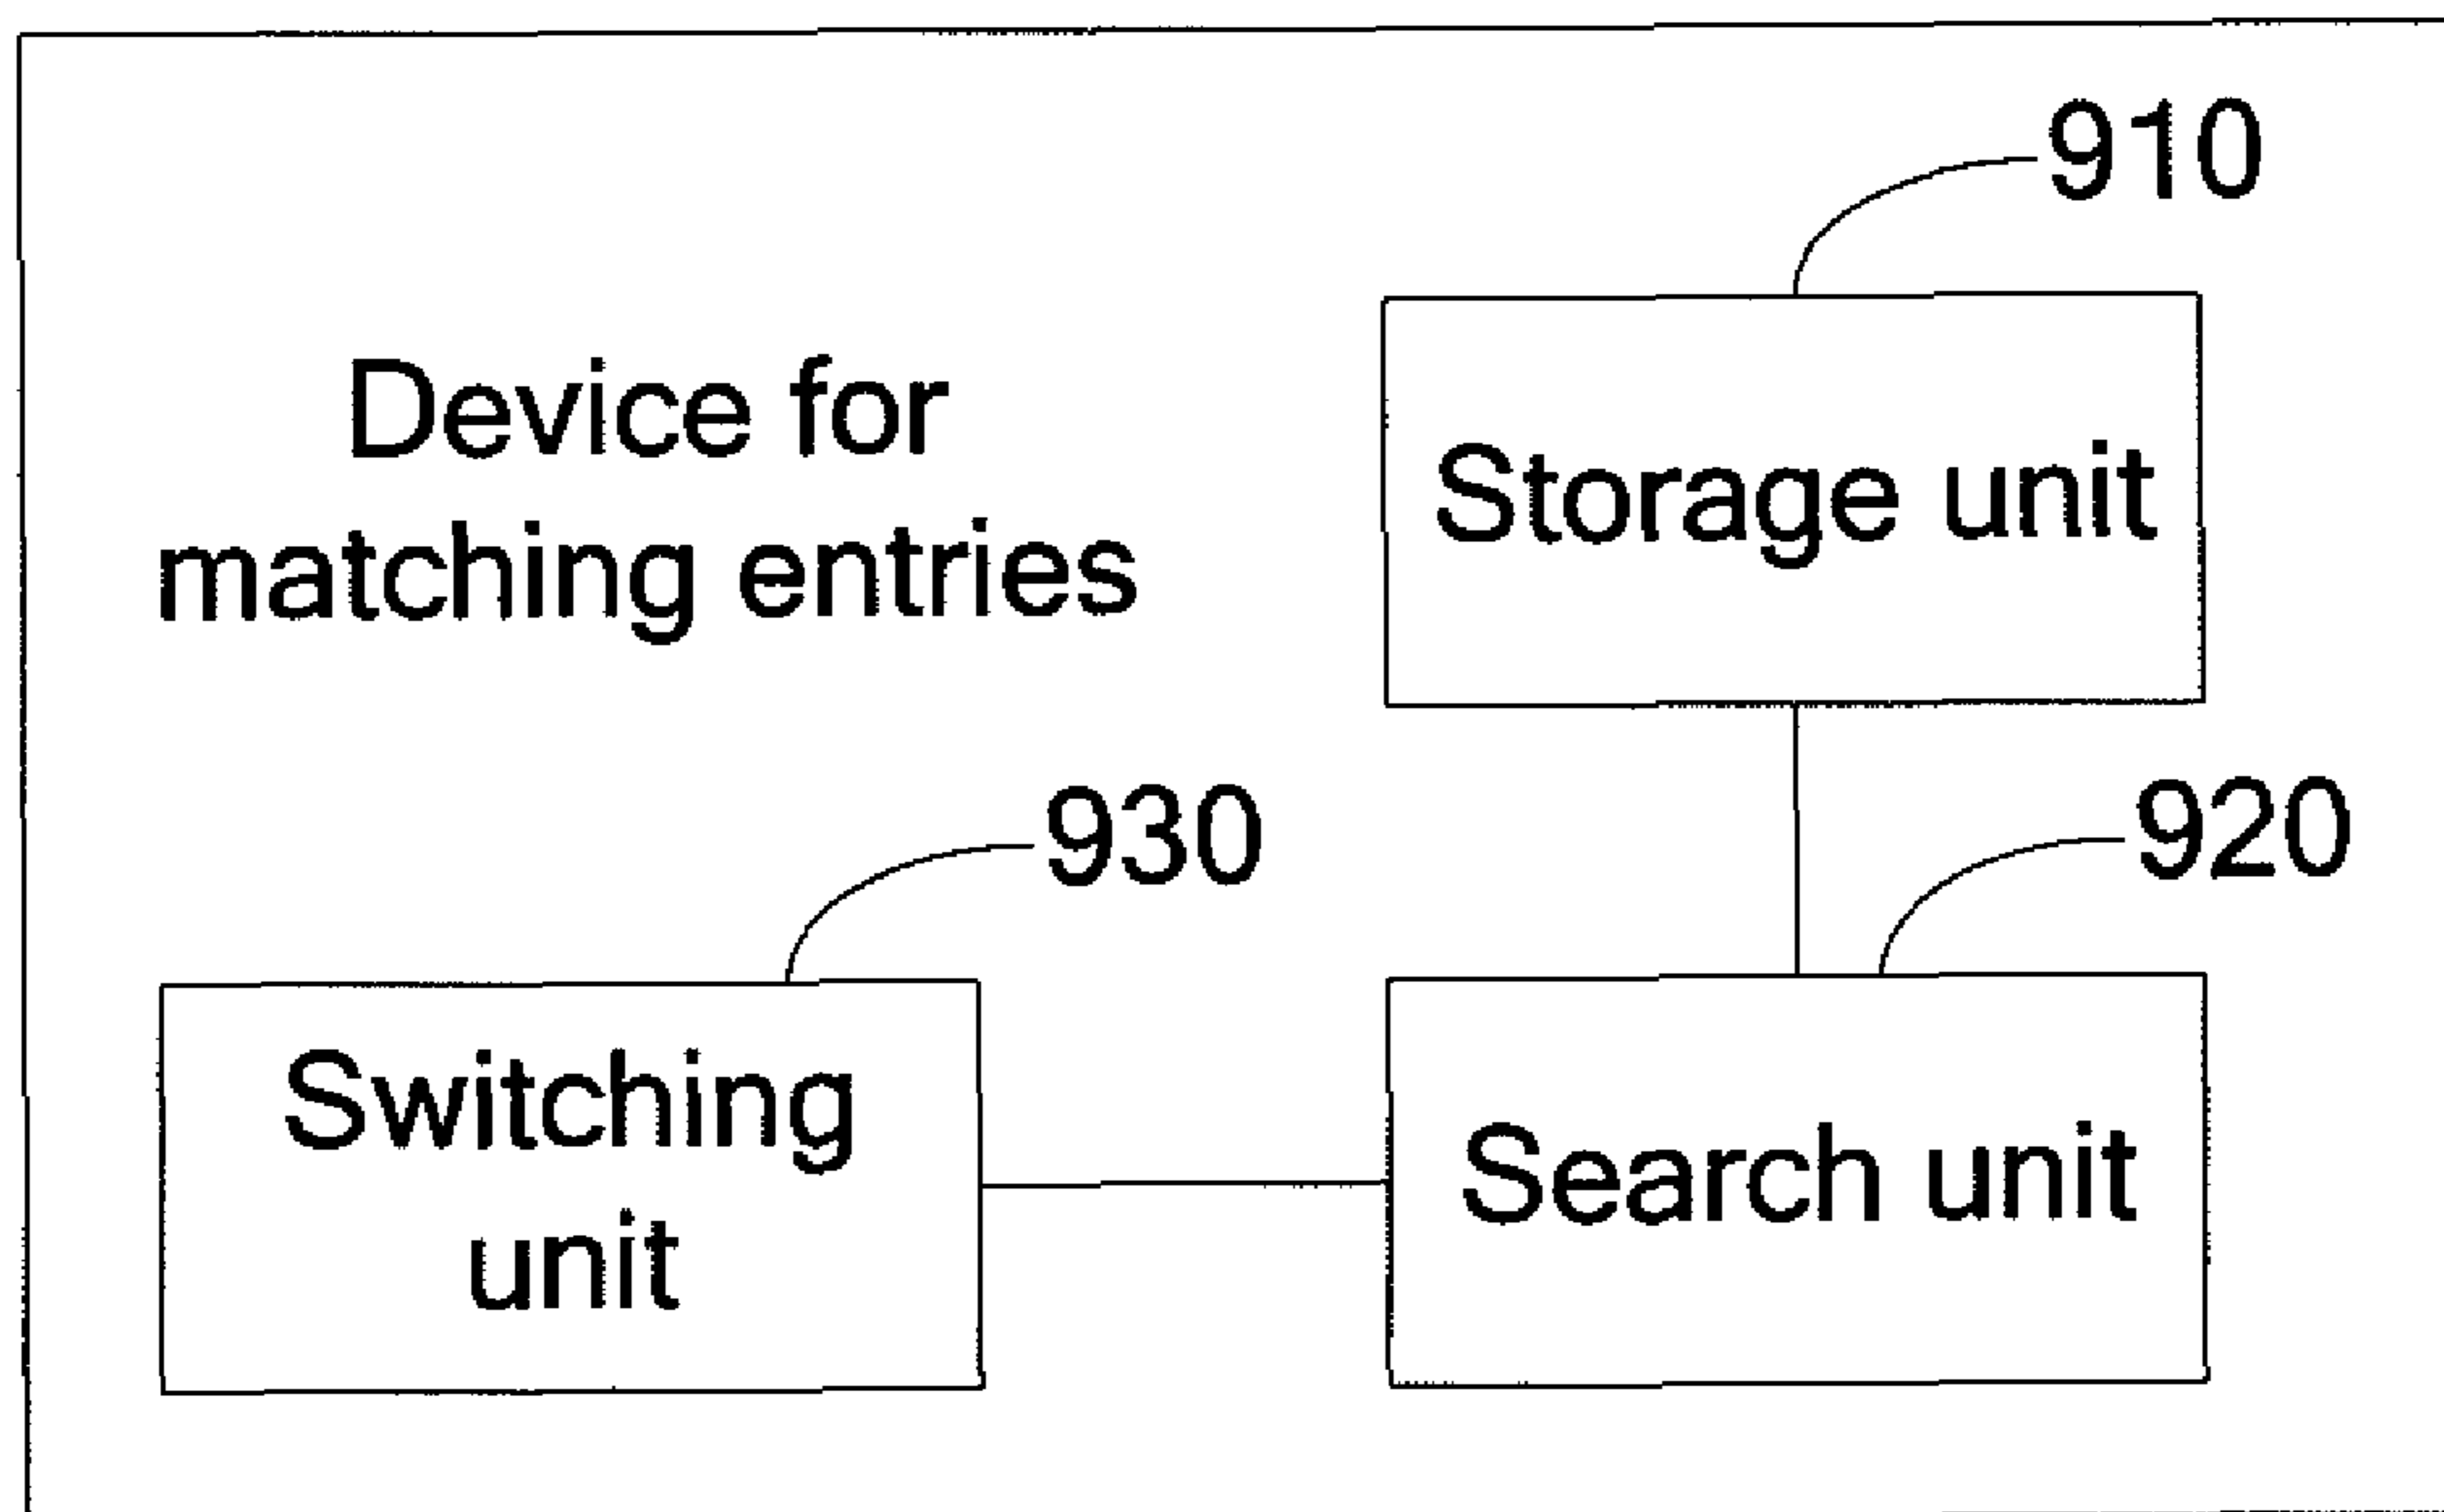 910
Device for
matching entries
Storage unit
930
920
Switching
unit
Search unit